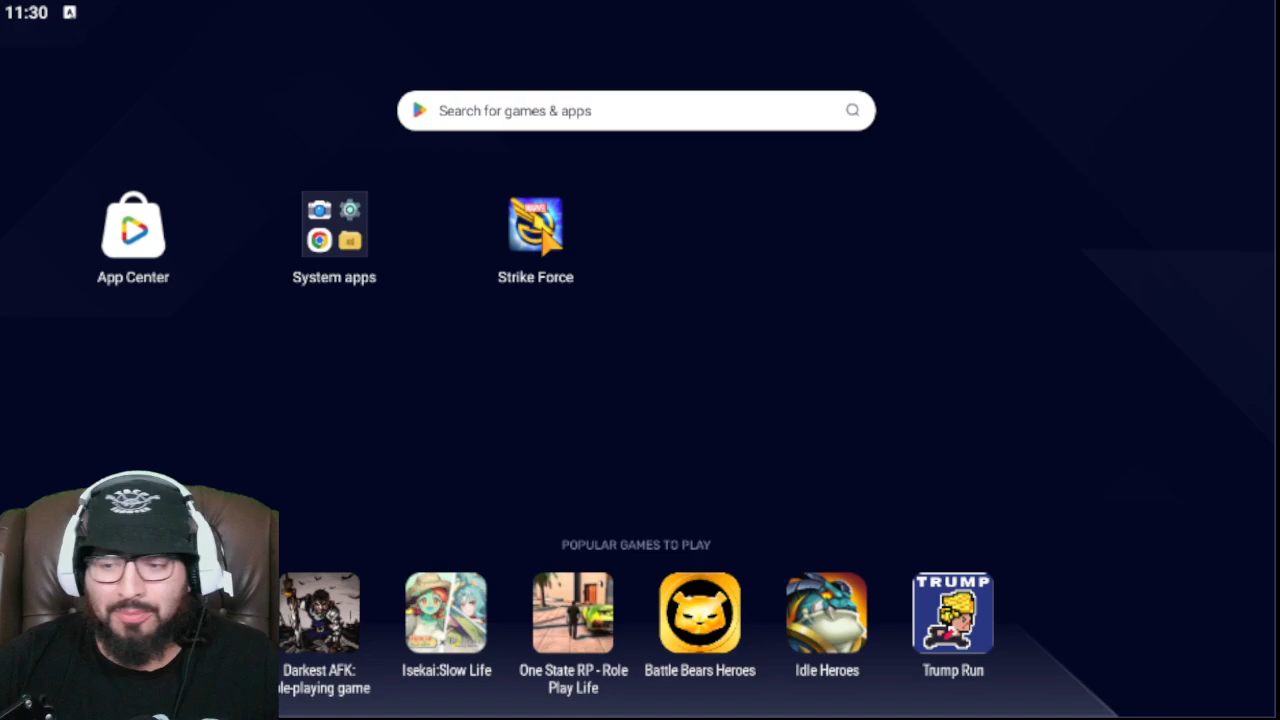 11:30 A
Search for games & apps
MARVEL
App Center
System apps
Strike Force
POPULAR GAMES TO PLAY
TRUMP
Darkest AFK:
le-playing game
Isekai:Slow Life
One State RP - Role
Play Life
Battle Bears Heroes
Idle Heroes
Trump Run